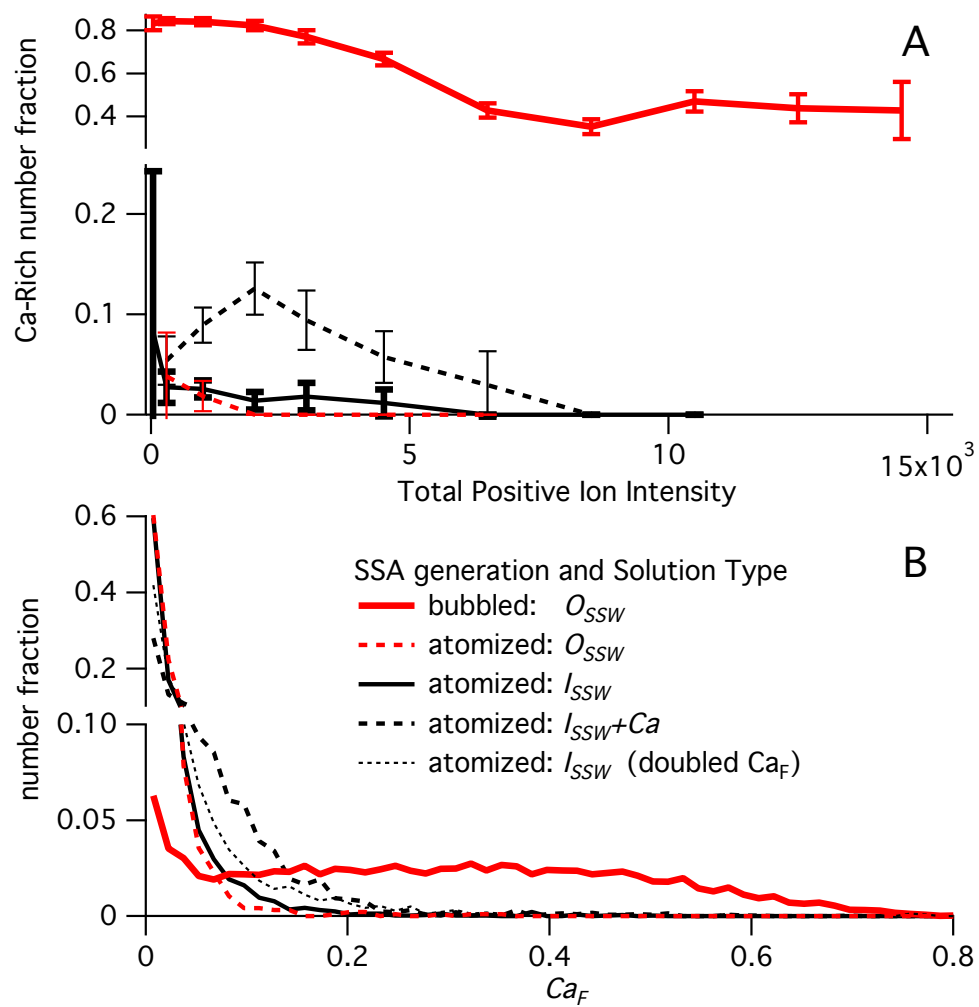 A
Ca-Rich number fraction
0.8
0.6
0.4
0.2
0.1
0
0 5 10 15x10³
Total Positive Ion Intensity
B
number fraction
0.6
0.4
0.2
0.10
0.05
0
SSA generation and Solution Type
bubbled: O_SSW
atomized: O_SSW
atomized: I_SSW
atomized: I_SSW+Ca
atomized: I_SSW (doubled Ca_F)
0 0.2 0.4 0.6 0.8
Ca_F